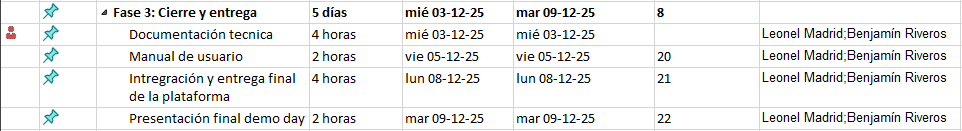 Fase 3: Cierre y entrega 5 días mié 03-12-25 mar 09-12-25 8
Documentación tecnica 4 horas mié 03-12-25 mié 03-12-25 Leonel Madrid;Benjamín Riveros
Manual de usuario 2 horas vie 05-12-25 vie 05-12-25 20 Leonel Madrid;Benjamín Riveros
Intregración y entrega final 4 horas lun 08-12-25 lun 08-12-25 21 Leonel Madrid;Benjamín Riveros
de la plataforma
Presentación final demo day 2 horas mar 09-12-25 mar 09-12-25 22 Leonel Madrid;Benjamín Riveros